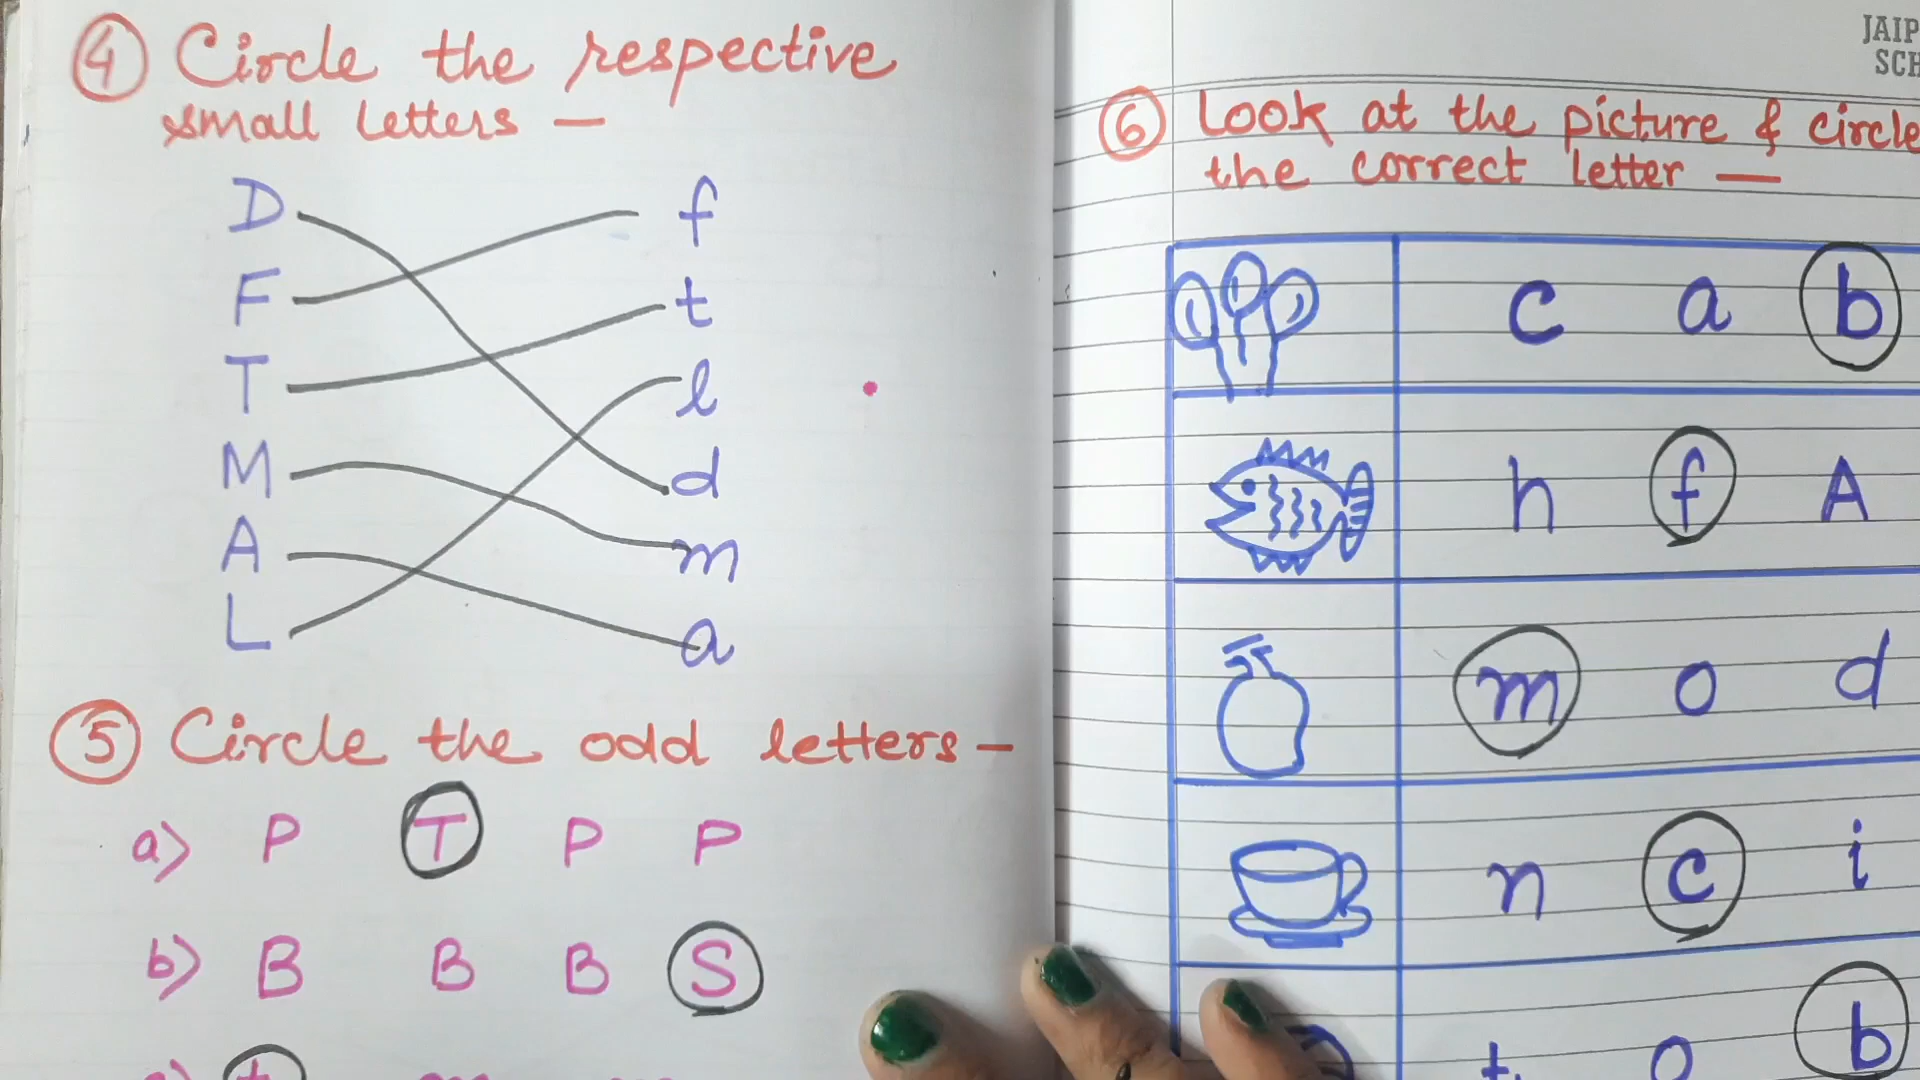 ④ Circle the respective
small letters —
D f
F t
T l
M d
A m
L a
⑤ Circle the odd letters -
a) P T P P
b) B B B S
JAIP
SCH
⑥ Look at the picture & circle
the correct letter —
c a b
h f A
m o d
n c i
t o b